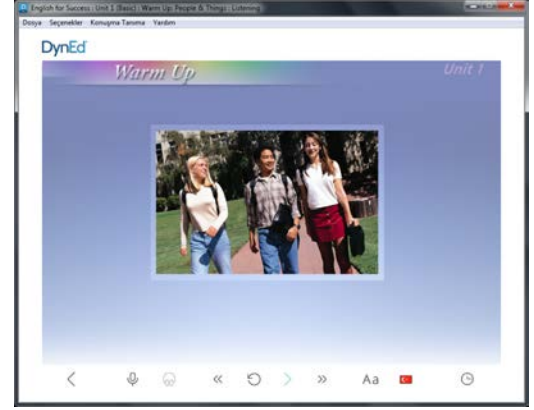 English for Success : Unit 1 (Basic) : Warm Up: People & Things : Listening
Dosya Seçenekler Konuşma Tanıma Yardım
DynEd
Warm Up Unit 1
Aa